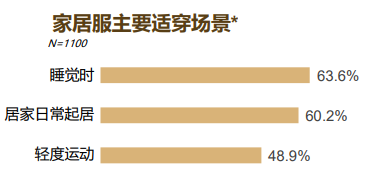 家居服主要适穿场景*
N=1100
睡觉时 63.6%
居家日常起居 60.2%
轻度运动 48.9%